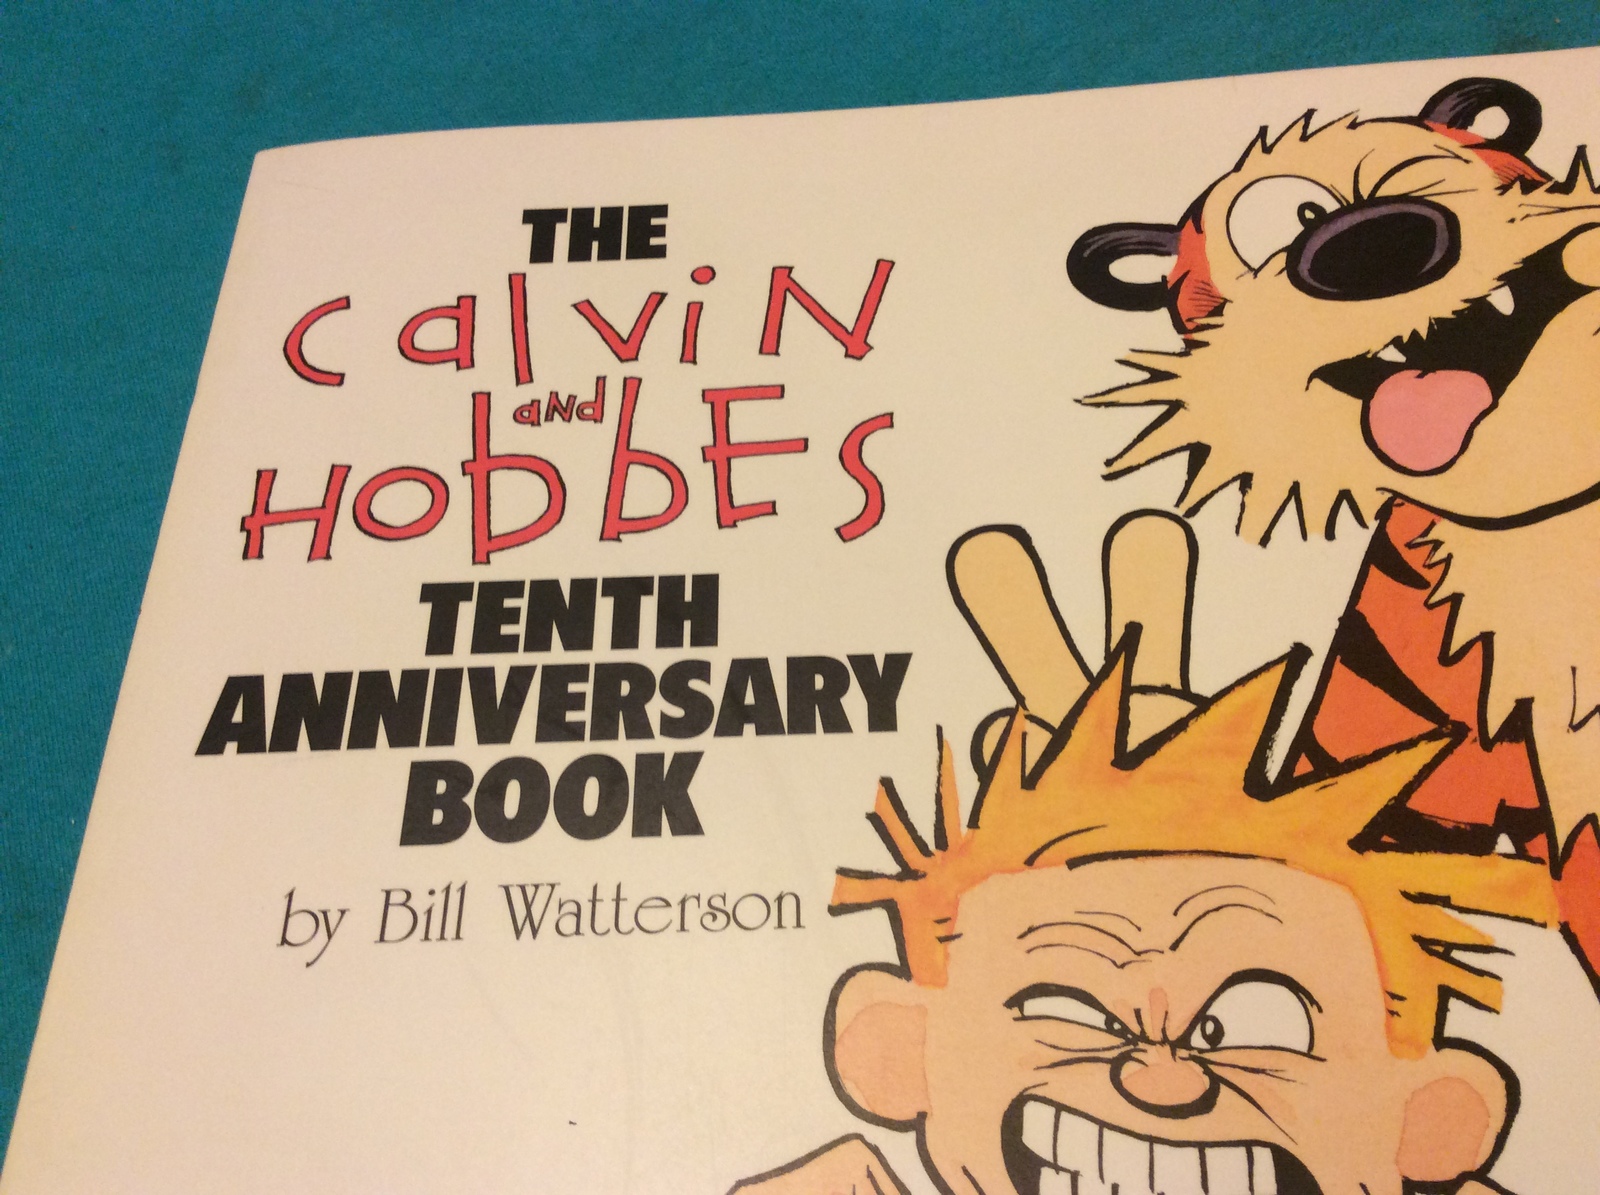 THE
calviN
aNd
HobbEs
TENTH
ANNIVERSARY
BOOK
by Bill Watterson